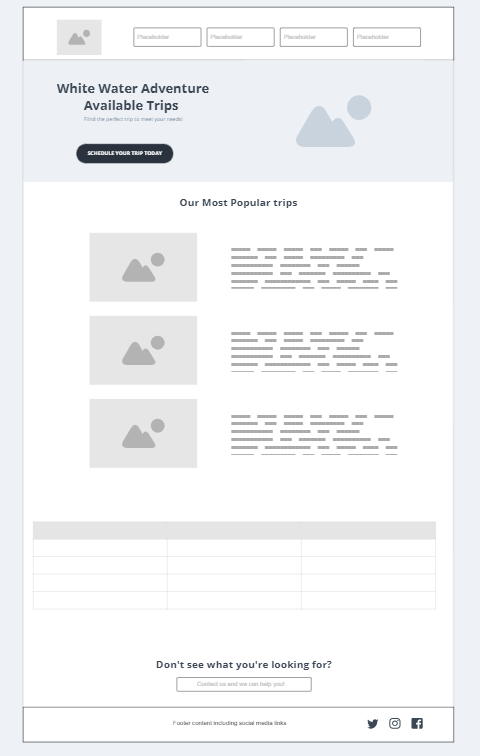 Placeholder Placeholder Placeholder Placeholder
White Water Adventure
Available Trips
Find the perfect trip to meet your needs!
SCHEDULE YOUR TRIP TODAY
Our Most Popular trips
Don't see what you're looking for?
Contact us and we can help you!
Footer content including social media links